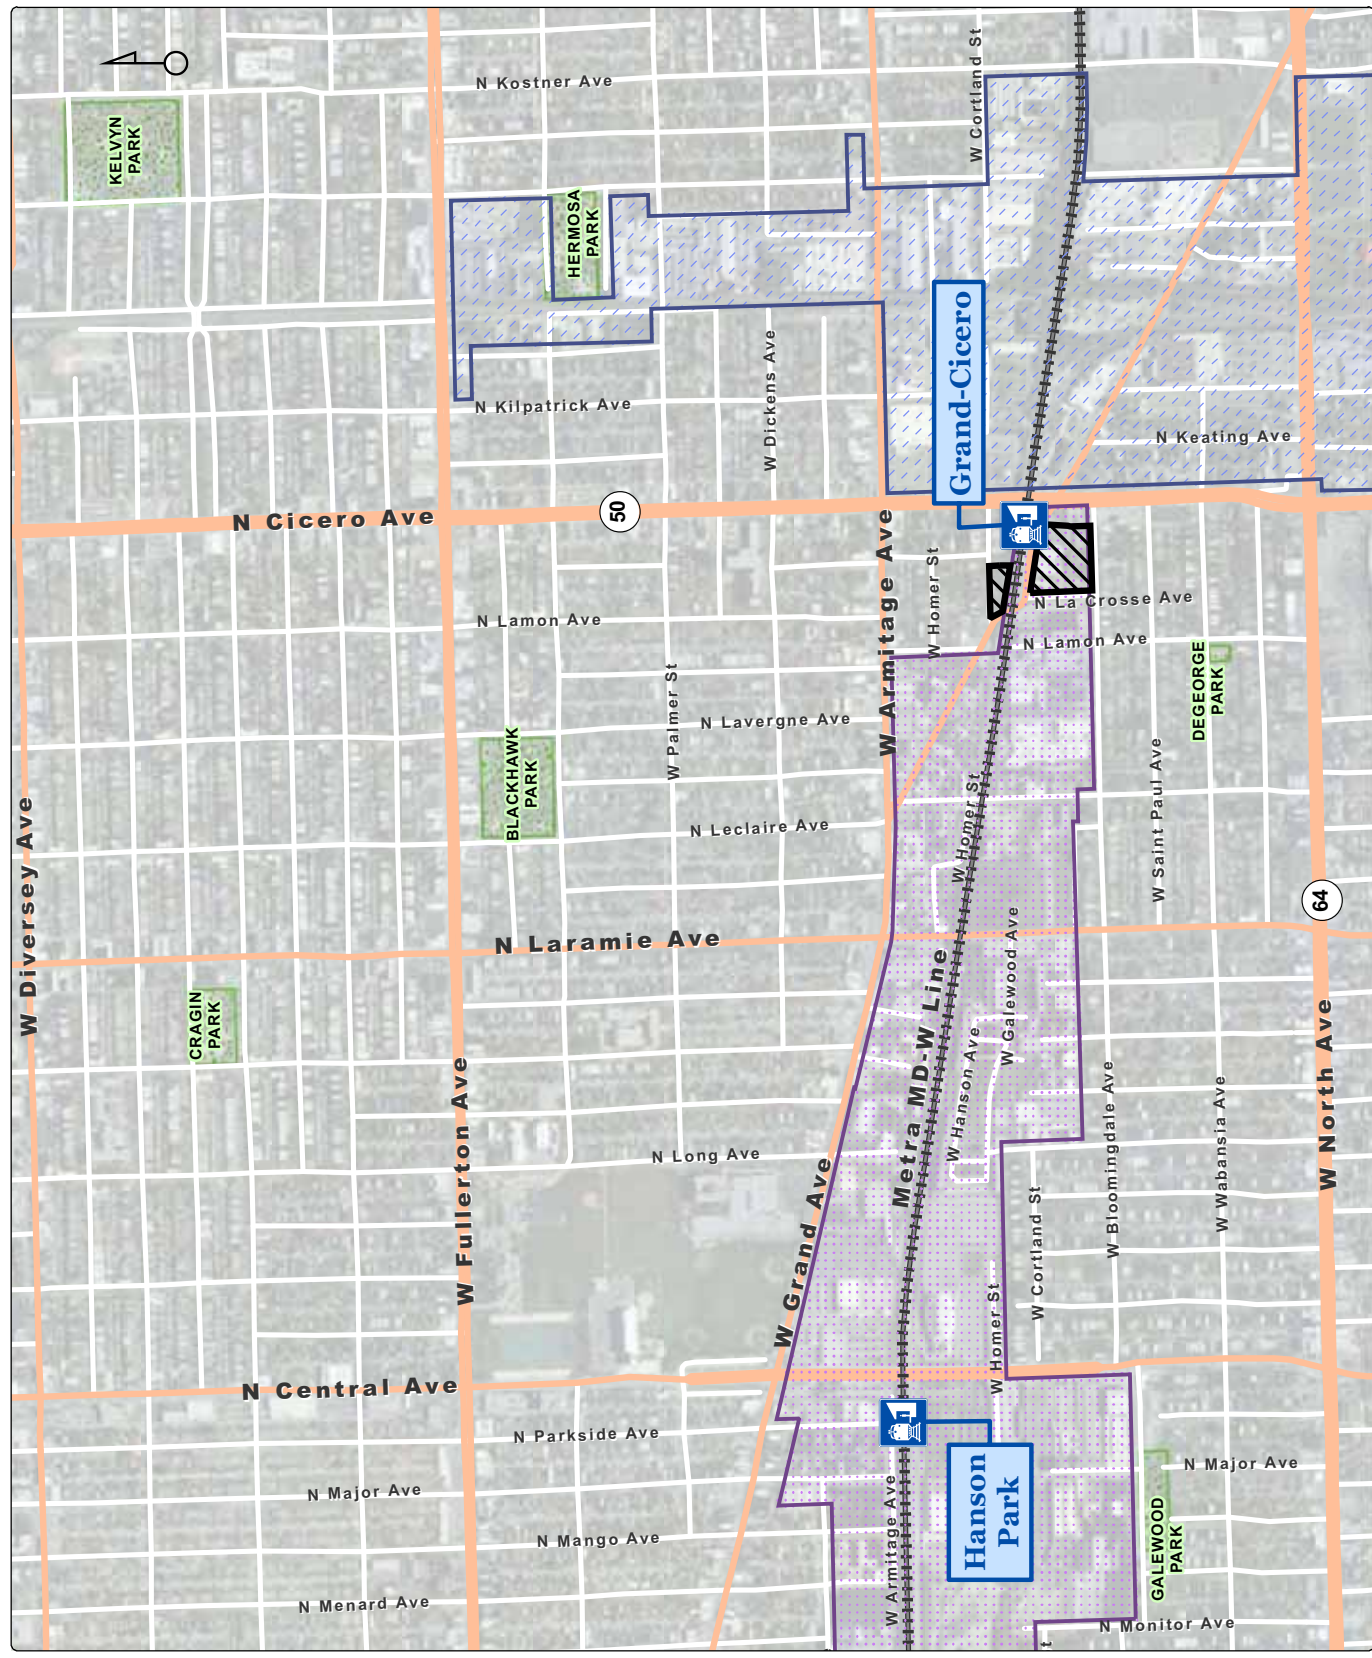 N Kostner Ave
W Cortland St
KELVYN
PARK
HERMOSA
PARK
Grand-Cicero
W Dickens Ave
N Kilpatrick Ave
N Keating Ave
N Cicero Ave
50
W Armitage Ave
W Homer St
N La Crosse Ave
N Lamon Ave
N Lamon Ave
DEGEORGE
PARK
W Palmer St
N Lavergne Ave
BLACKHAWK
PARK
W Homer St
W Saint Paul Ave
N Leclaire Ave
W Diversey Ave
64
N Laramie Ave
W Galewood Ave
Metra MD-W Line
CRAGIN
PARK
W Hanson Ave
W Fullerton Ave
W North Ave
W Bloomingdale Ave
W Wabansia Ave
N Long Ave
W Grand Ave
W Cortland St
W Homer St
N Central Ave
N Parkside Ave
Hanson
Park
W Armitage Ave
N Major Ave
N Major Ave
GALEWOOD
PARK
N Mango Ave
N Menard Ave
N Monitor Ave
t